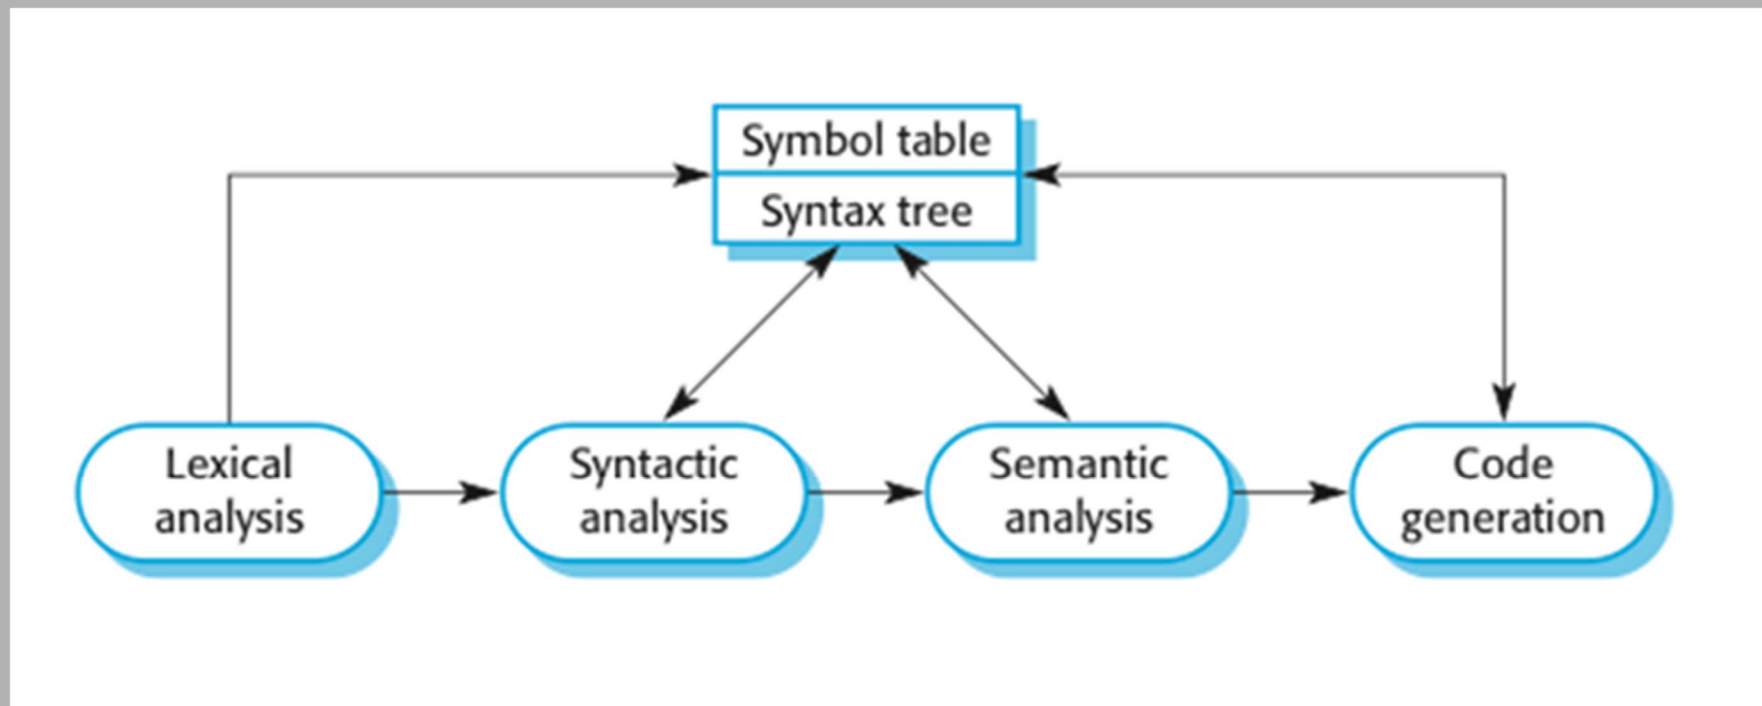 Symbol table
Syntax tree
Lexical
analysis
Syntactic
analysis
Semantic
analysis
Code
generation